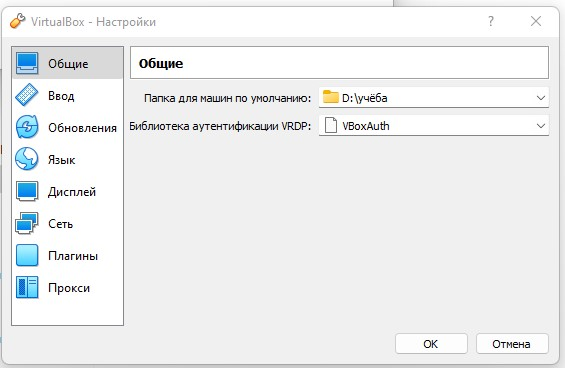 VirtualBox - Настройки
?
Общие
Ввод
Обновления
Язык
Дисплей
Сеть
Плагины
Прокси
Общие
Папка для машин по умолчанию: D:\учёба
Библиотека аутентификации VRDP: VBoxAuth
OK Отмена